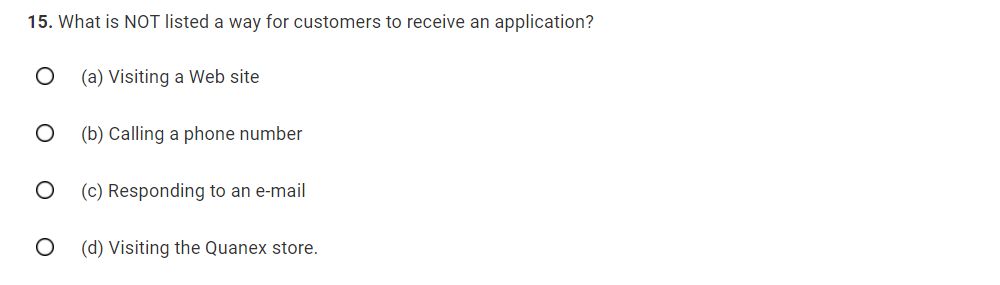 15. What is NOT listed a way for customers to receive an application?
(a) Visiting a Web site
(b) Calling a phone number
(c) Responding to an e-mail
(d) Visiting the Quanex store.